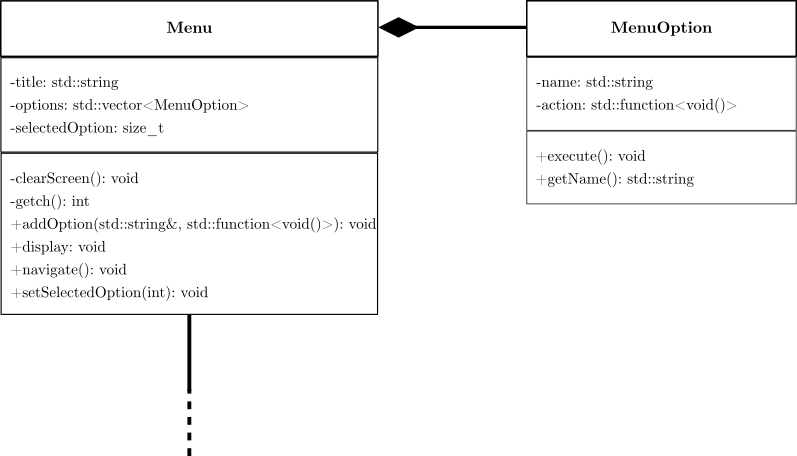 Menu
-title: std::string
-options: std::vector<MenuOption>
-selectedOption: size_t
-clearScreen(): void
-getch(): int
+addOption(std::string&, std::function<void()>): void
+display: void
+navigate(): void
+setSelectedOption(int): void
MenuOption
-name: std::string
-action: std::function<void()>
+execute(): void
+getName(): std::string